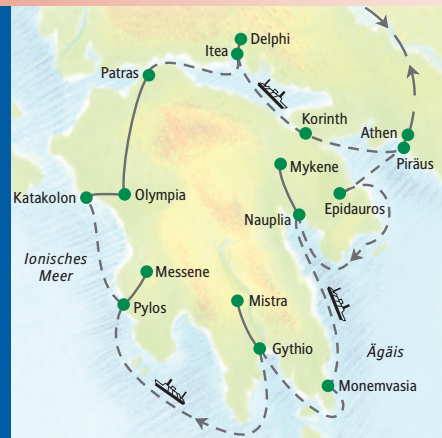 Delphi
Itea
Patras
Korinth
Athen
Piräus
Mykene
Katakolon
Olympia
Epidauros
Nauplia
Ionisches
Meer
Messene
Mistra
Pylos
Gythio
Ägäis
Monemvasia